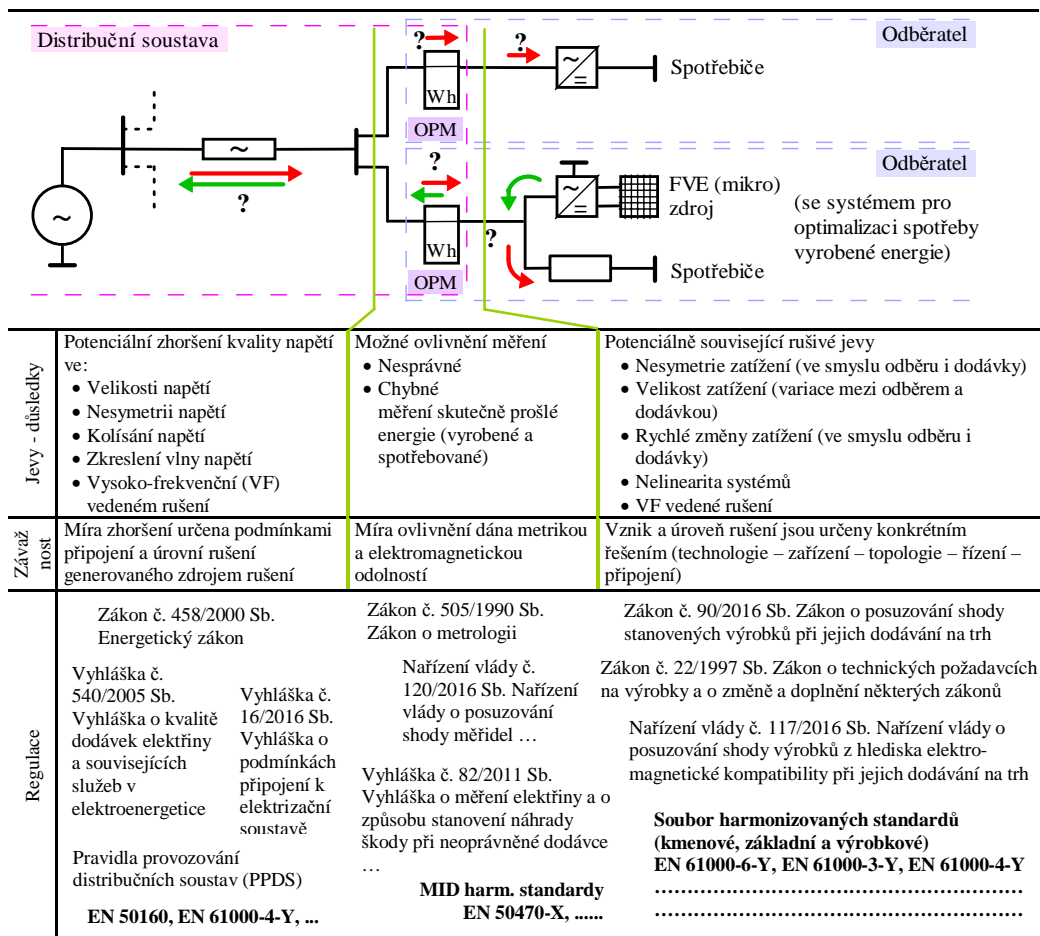 Distribuční soustava
?
?
Odběratel
~
=
Spotřebiče
Wh
OPM
~
?
~
?
Odběratel
~
=
FVE (mikro)
zdroj
(se systémem pro
optimalizaci spotřeby
vyrobené energie)
Wh
?
OPM
Spotřebiče
Jevy - důsledky
Potenciální zhoršení kvality napětí
ve:
• Velikosti napětí
• Nesymetrii napětí
• Kolísání napětí
• Zkreslení vlny napětí
• Vysoko-frekvenční (VF)
vedeném rušení
Možné ovlivnění měření
• Nesprávné
• Chybné
měření skutečně prošlé
energie (vyrobené a
spotřebované)
Potenciálně související rušivé jevy
• Nesymetrie zatížení (ve smyslu odběru i dodávky)
• Velikost zatížení (variace mezi odběrem a
dodávkou)
• Rychlé změny zatížení (ve smyslu odběru i
dodávky)
• Nelinearita systémů
• VF vedené rušení
Závaž
nost
Míra zhoršení určena podmínkami
připojení a úrovní rušení
generovaného zdrojem rušení
Míra ovlivnění dána metrikou
a elektromagnetickou
odolností
Vznik a úroveň rušení jsou určeny konkrétním
řešením (technologie – zařízení – topologie – řízení –
připojení)
Regulace
Zákon č. 458/2000 Sb.
Energetický zákon
Vyhláška č.
540/2005 Sb.
Vyhláška o kvalitě
dodávek elektřiny
a souvisejících
služeb v
elektroenergetice
Vyhláška č.
16/2016 Sb.
Vyhláška o
podmínkách
připojení k
elektrizační
soustavě
Pravidla provozování
distribučních soustav (PPDS)
EN 50160, EN 61000-4-Y, ...
Zákon č. 505/1990 Sb.
Zákon o metrologii
Nařízení vlády č.
120/2016 Sb. Nařízení
vlády o posuzování
shody měřidel …
Vyhláška č. 82/2011 Sb.
Vyhláška o měření elektřiny a o
způsobu stanovení náhrady
škody při neoprávněné dodávce
…
MID harm. standardy
EN 50470-X, ......
Zákon č. 90/2016 Sb. Zákon o posuzování shody
stanovených výrobků při jejich dodávání na trh
Zákon č. 22/1997 Sb. Zákon o technických požadavcích
na výrobky a o změně a doplnění některých zákonů
Nařízení vlády č. 117/2016 Sb. Nařízení vlády o
posuzování shody výrobků z hlediska elektro-
magnetické kompatibility při jejich dodávání na trh
Soubor harmonizovaných standardů
(kmenové, základní a výrobkové)
EN 61000-6-Y, EN 61000-3-Y, EN 61000-4-Y
……………………………………………………
……………………………………………………